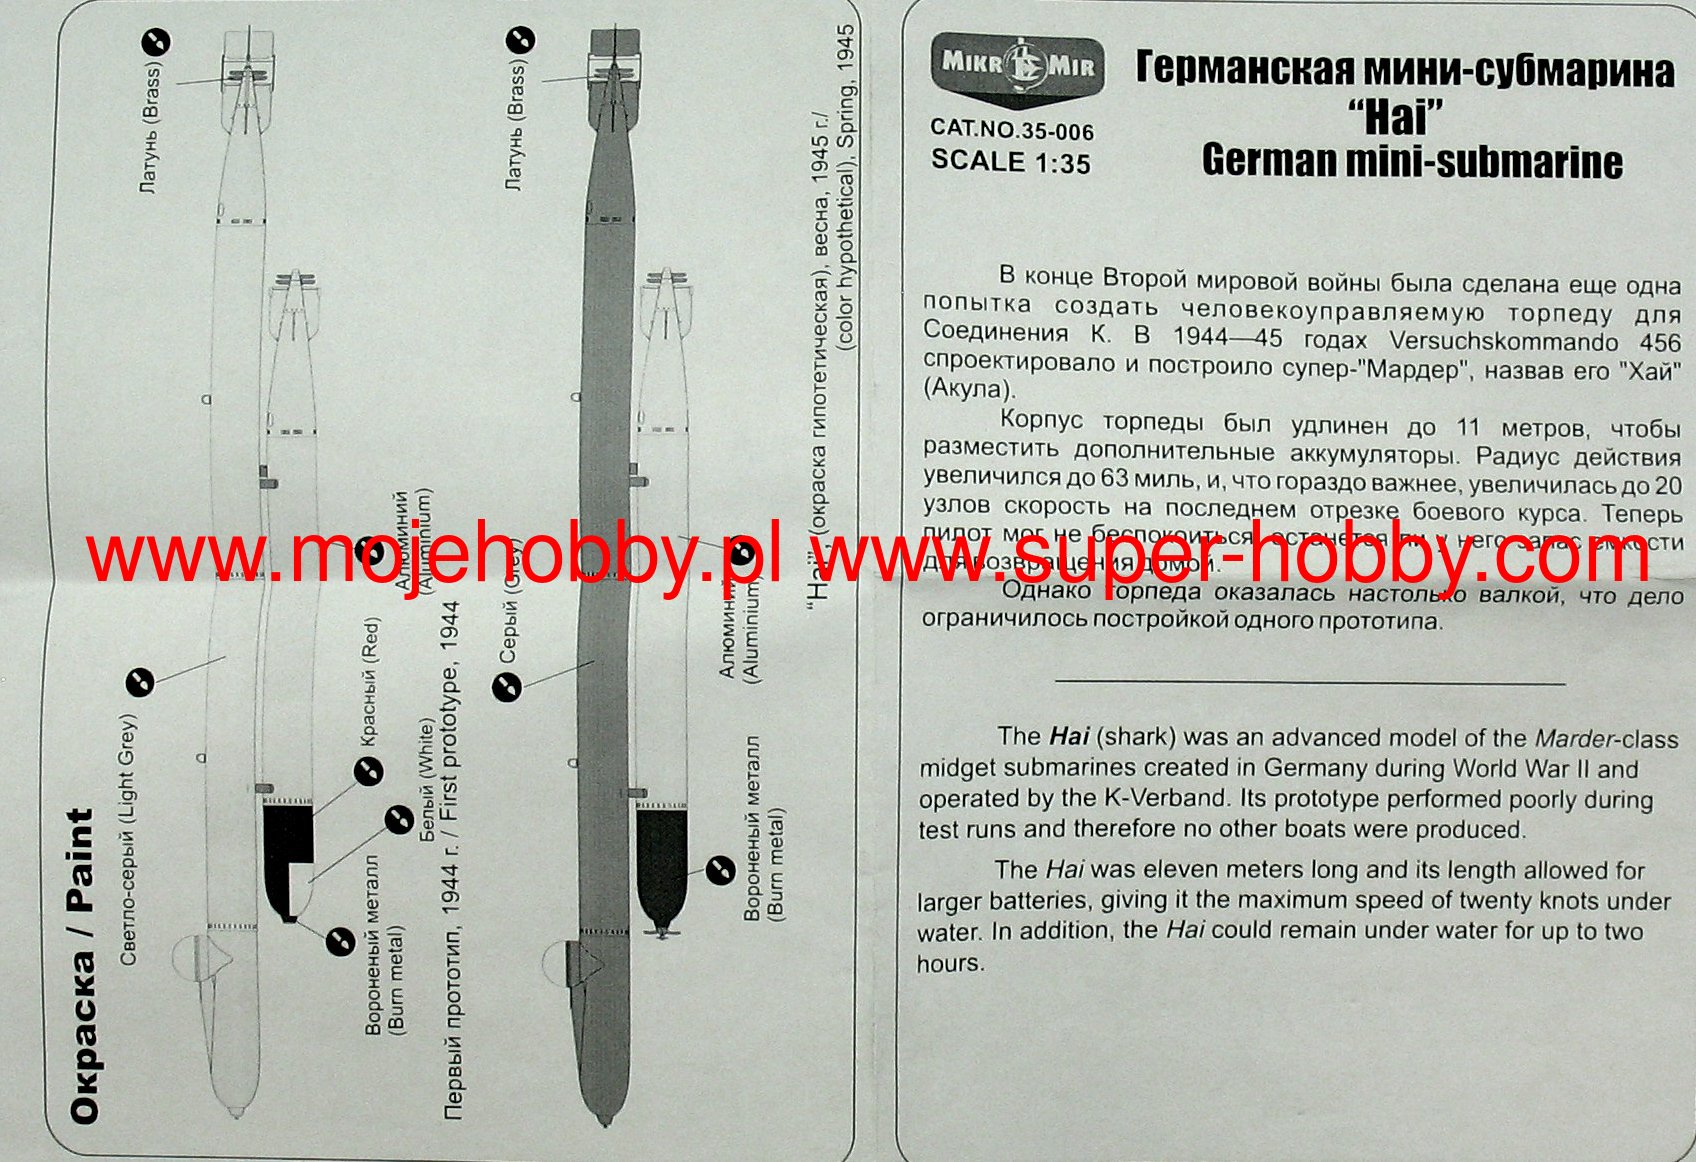 Окраска / Paint
Латунь (Brass)
Светло-серый (Light Grey)
Алюминий
(Aluminium)
Красный (Red)
Белый (White)
Вороненый металл
(Burn metal)
Первый прототип, 1944 г. / First prototype, 1944
Латунь (Brass)
Серый (Grey)
Алюминий
(Aluminium)
Вороненый металл
(Burn metal)
"Hai", (окраска гипотетическая), весна, 1945 г./
(color hypothetical), Spring, 1945
MIKR MIR
CAT.NO.35-006
SCALE 1:35
Германская мини-субмарина
“Hai”
German mini-submarine
В конце Второй мировой войны была сделана еще одна
попытка создать человекоуправляемую торпеду для
Соединения К. В 1944—45 годах Versuchskommando 456
спроектировало и построило супер-"Мардер", назвав его "Хай"
(Акула).
Корпус торпеды был удлинен до 11 метров, чтобы
разместить дополнительные аккумуляторы. Радиус действия
увеличился до 63 миль, и, что гораздо важнее, увеличилась до 20
узлов скорость на последнем отрезке боевого курса. Теперь
пилот мог не беспокоиться, останется ли у него запас емкости
для возвращения домой.
Однако торпеда оказалась настолько валкой, что дело
ограничилось постройкой одного прототипа.
The Hai (shark) was an advanced model of the Marder-class
midget submarines created in Germany during World War II and
operated by the K-Verband. Its prototype performed poorly during
test runs and therefore no other boats were produced.
The Hai was eleven meters long and its length allowed for
larger batteries, giving it the maximum speed of twenty knots under
water. In addition, the Hai could remain under water for up to two
hours.
www.mojehobby.pl www.super-hobby.com